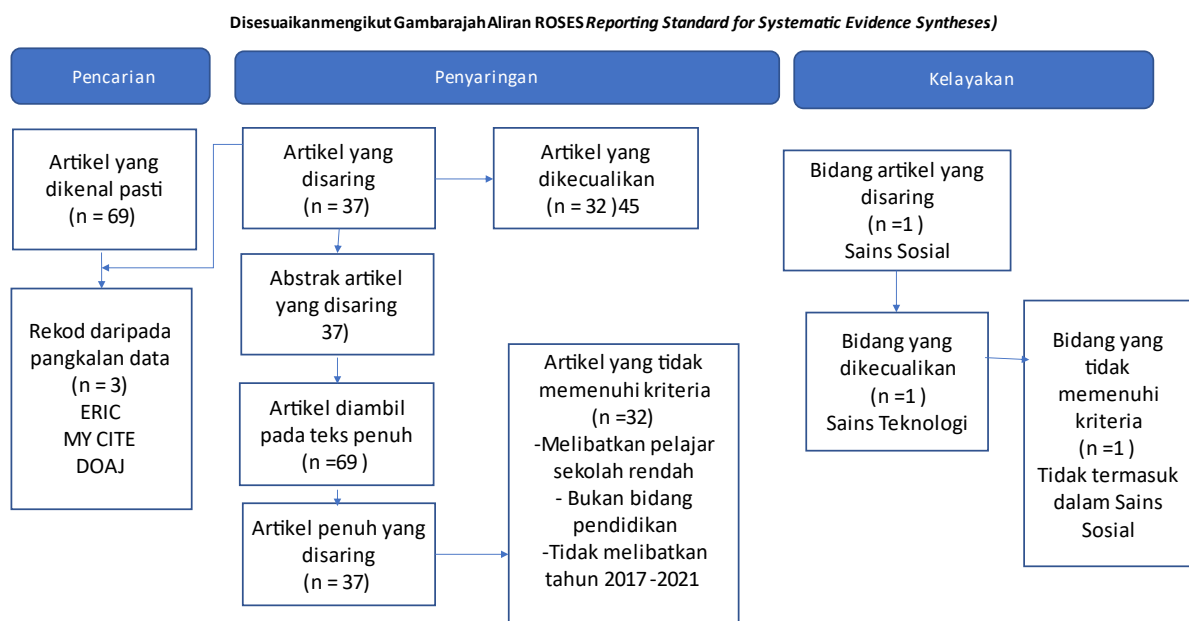 Disesuaikanmengikut GambarajahAliran ROSES Reporting Standard for Systematic Evidence Syntheses)
Pencarian
Penyaringan
Kelayakan
Artikel yang
dikenal pasti
(n = 69)
Rekod daripada
pangkalan data
(n = 3)
ERIC
MY CITE
DOAJ
Artikel yang
disaring
(n = 37)
Artikel yang
dikecualikan
(n = 32 )45
Abstrak artikel
yang disaring
37)
Artikel diambil
pada teks penuh
(n =69 )
Artikel penuh yang
disaring
(n = 37)
Artikel yang tidak
memenuhi kriteria
(n =32)
-Melibatkan pelajar
sekolah rendah
- Bukan bidang
pendidikan
-Tidak melibatkan
tahun 2017-2021
Bidang artikel yang
disaring
(n =1 )
Sains Sosial
Bidang yang
dikecualikan
(n =1 )
Sains Teknologi
Bidang yang
tidak
memenuhi
kriteria
(n =1)
Tidak termasuk
dalam Sains
Sosial